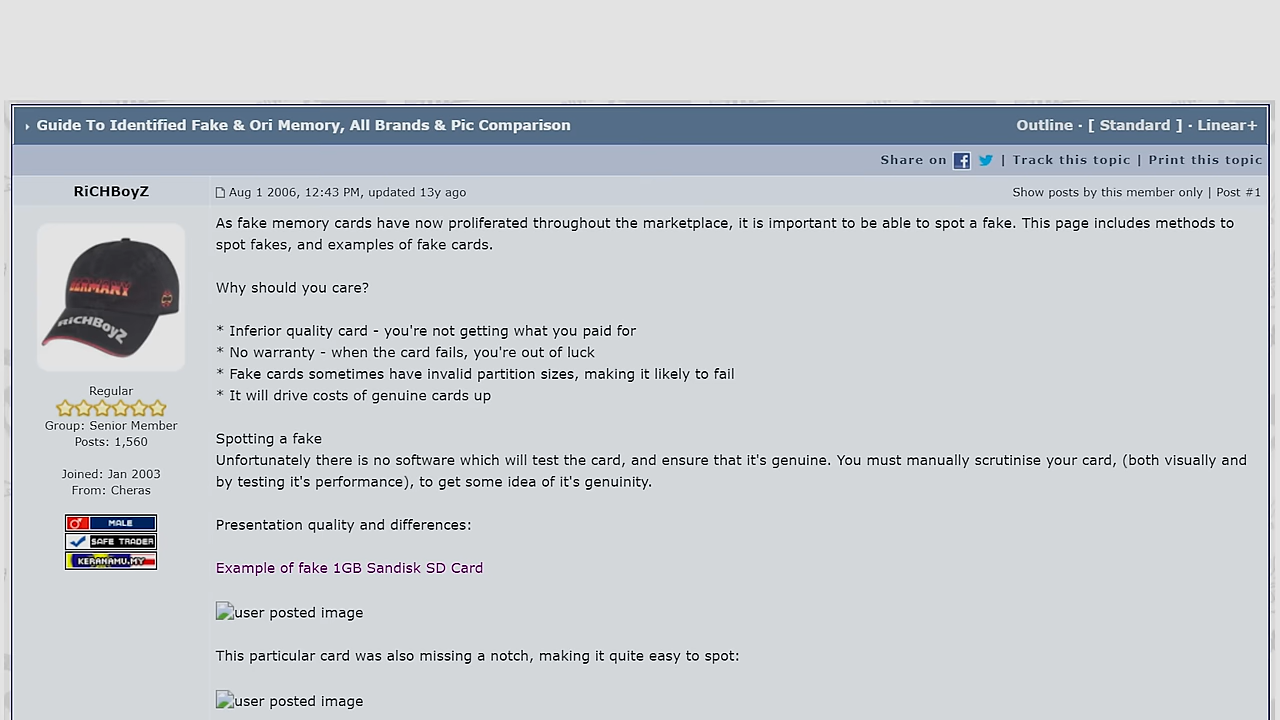 Guide To Identified Fake & Ori Memory, All Brands & Pic Comparison
Outline · [ Standard ] · Linear+
Share on | Track this topic | Print this topic
RiCHBoyZ
Aug 1 2006, 12:43 PM, updated 13y ago
Show posts by this member only | Post #1
GERMANY
RiCHBoyZ
Regular
Group: Senior Member
Posts: 1,560
Joined: Jan 2003
From: Cheras
MALE
SAFE TRADER
KERANAMU.MY
As fake memory cards have now proliferated throughout the marketplace, it is important to be able to spot a fake. This page includes methods to
spot fakes, and examples of fake cards.
Why should you care?
* Inferior quality card - you're not getting what you paid for
* No warranty - when the card fails, you're out of luck
* Fake cards sometimes have invalid partition sizes, making it likely to fail
* It will drive costs of genuine cards up
Spotting a fake
Unfortunately there is no software which will test the card, and ensure that it's genuine. You must manually scrutinise your card, (both visually and
by testing it's performance), to get some idea of it's genuinity.
Presentation quality and differences:
Example of fake 1GB Sandisk SD Card
user posted image
This particular card was also missing a notch, making it quite easy to spot:
user posted image